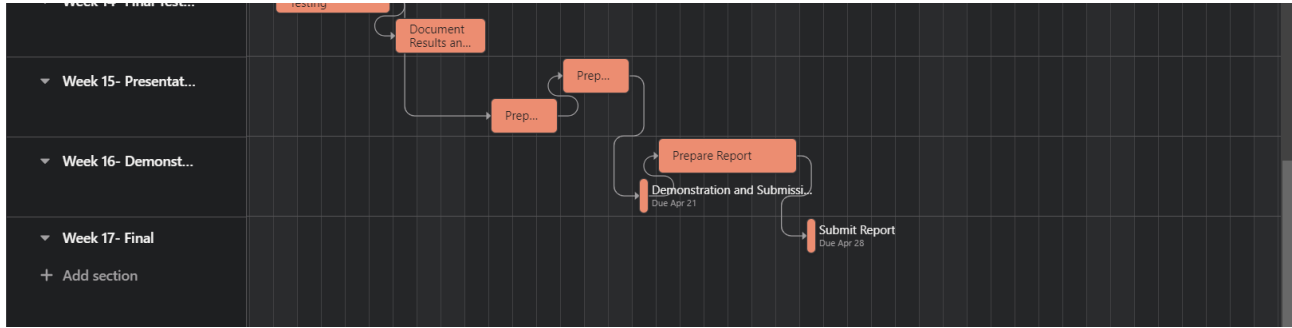 Week 14- Final Test...
Testing
Document
Results an...
Week 15- Presentat...
Prep...
Prep...
Week 16- Demonst...
Prepare Report
Demonstration and Submissi...
Due Apr 21
Week 17- Final
Submit Report
Due Apr 28
+ Add section